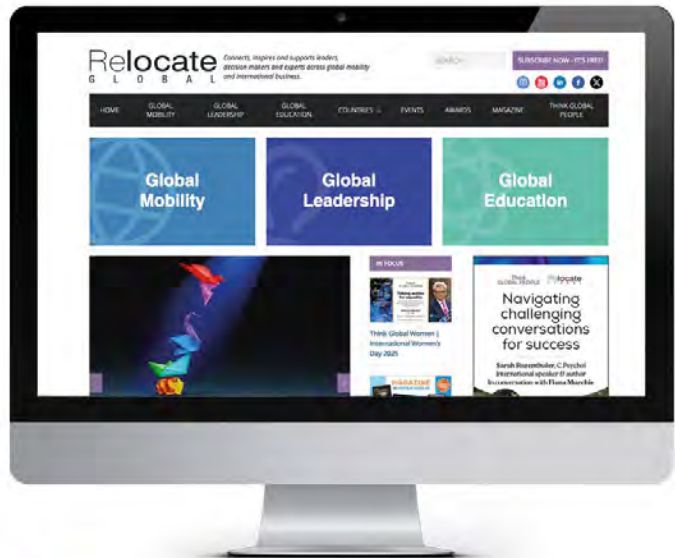 Relocate
GLOBAL
Connects, inspires and supports leaders,
decision makers and experts across global mobility
and international business.
SEARCH
SUBSCRIBE NOW - IT'S FREE!
HOME
GLOBAL
MOBILITY
GLOBAL
LEADERSHIP
GLOBAL
EDUCATION
COUNTRIES
EVENTS
AWARDS
MAGAZINE
THINK GLOBAL
PEOPLE
Global
Mobility
Global
Leadership
Global
Education
IN FOCUS
Think Global Women |
International Women's
Day 2025
MAGAZINE
Think
GLOBAL PEOPLE
Relocate
GLOBAL
Navigating
challenging
conversations
for success
Sarah Rozenthuler, C.Psychol
International speaker & author
In conversation with Fiona Murchie